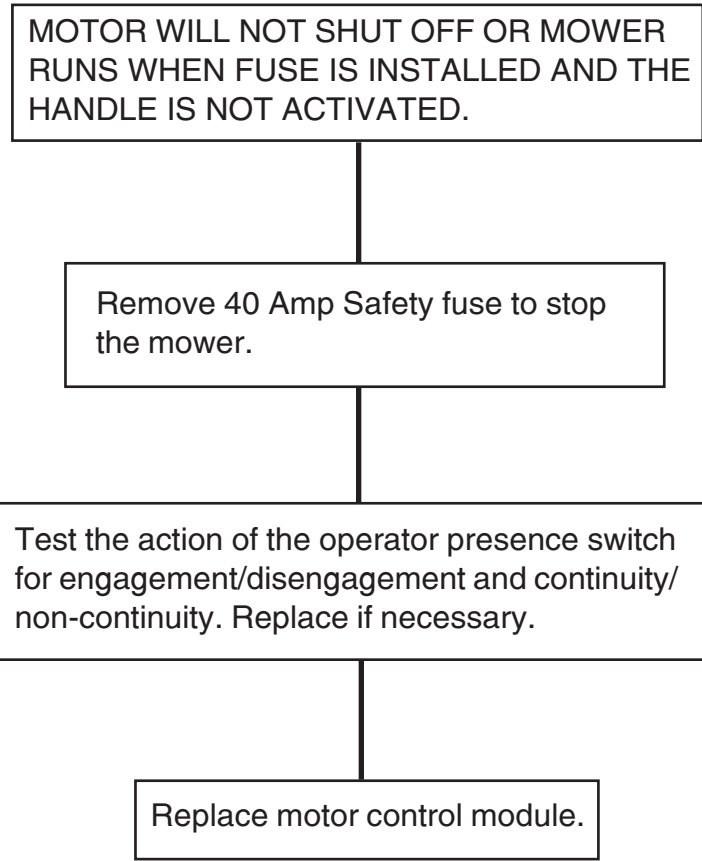 MOTOR WILL NOT SHUT OFF OR MOWER
RUNS WHEN FUSE IS INSTALLED AND THE
HANDLE IS NOT ACTIVATED.
Remove 40 Amp Safety fuse to stop
the mower.
Test the action of the operator presence switch
for engagement/disengagement and continuity/
non-continuity. Replace if necessary.
Replace motor control module.